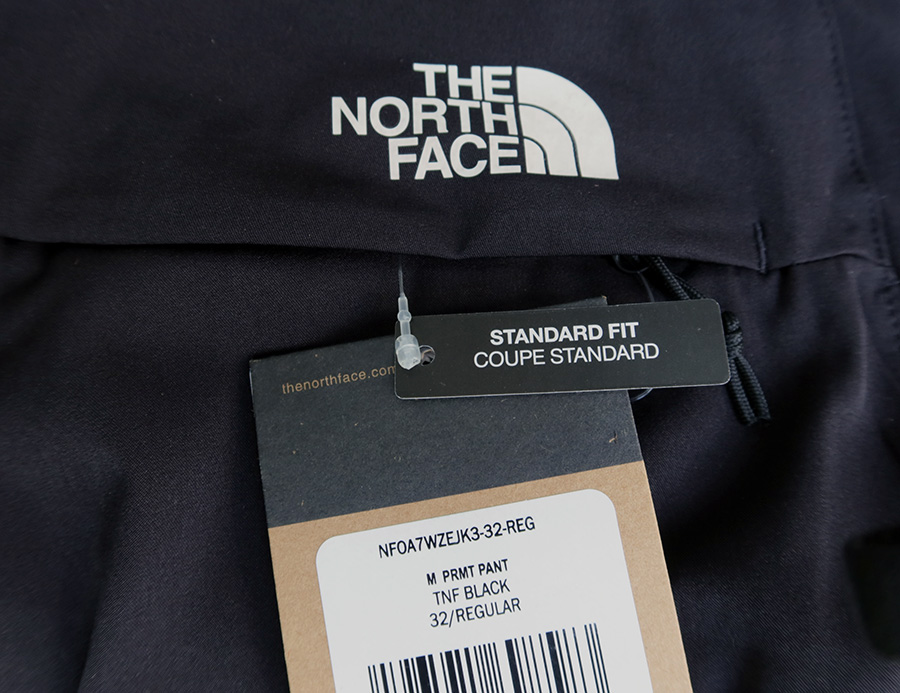 THE
NORTH
FACE
STANDARD FIT
COUPE STANDARD
thenorthface.com
NF0A7WZEJK3-32-REG
M PRMT PANT
TNF BLACK
32/REGULAR